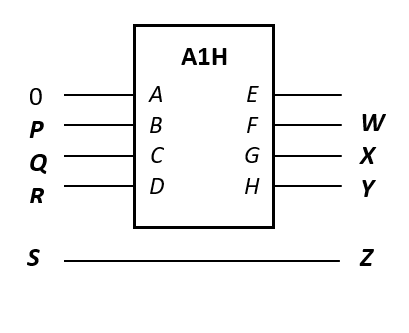 A1H
0 A E
P B F W
Q C G X
R D H Y
S Z